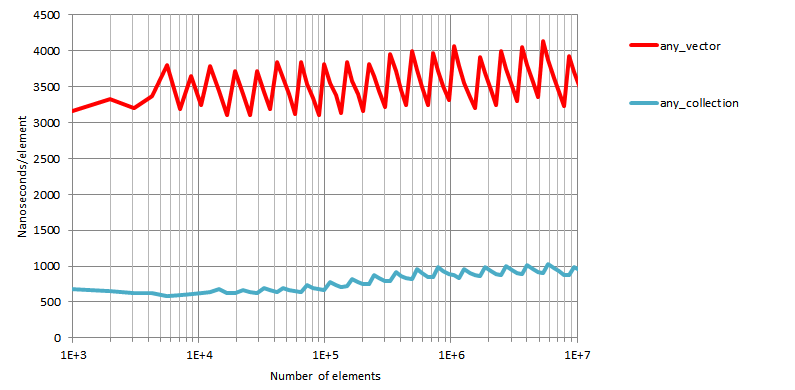 4500
4000
3500
3000
2500
2000
1500
1000
500
0
Nanoseconds/element
1E+3
1E+4
1E+5
1E+6
1E+7
Number of elements
any_vector
any_collection